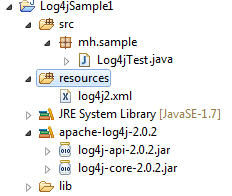 Log4jSample1
src
mh.sample
Log4jTest.java
resources
log4j2.xml
JRE System Library [JavaSE-1.7]
apache-log4j-2.0.2
log4j-api-2.0.2.jar
log4j-core-2.0.2.jar
lib